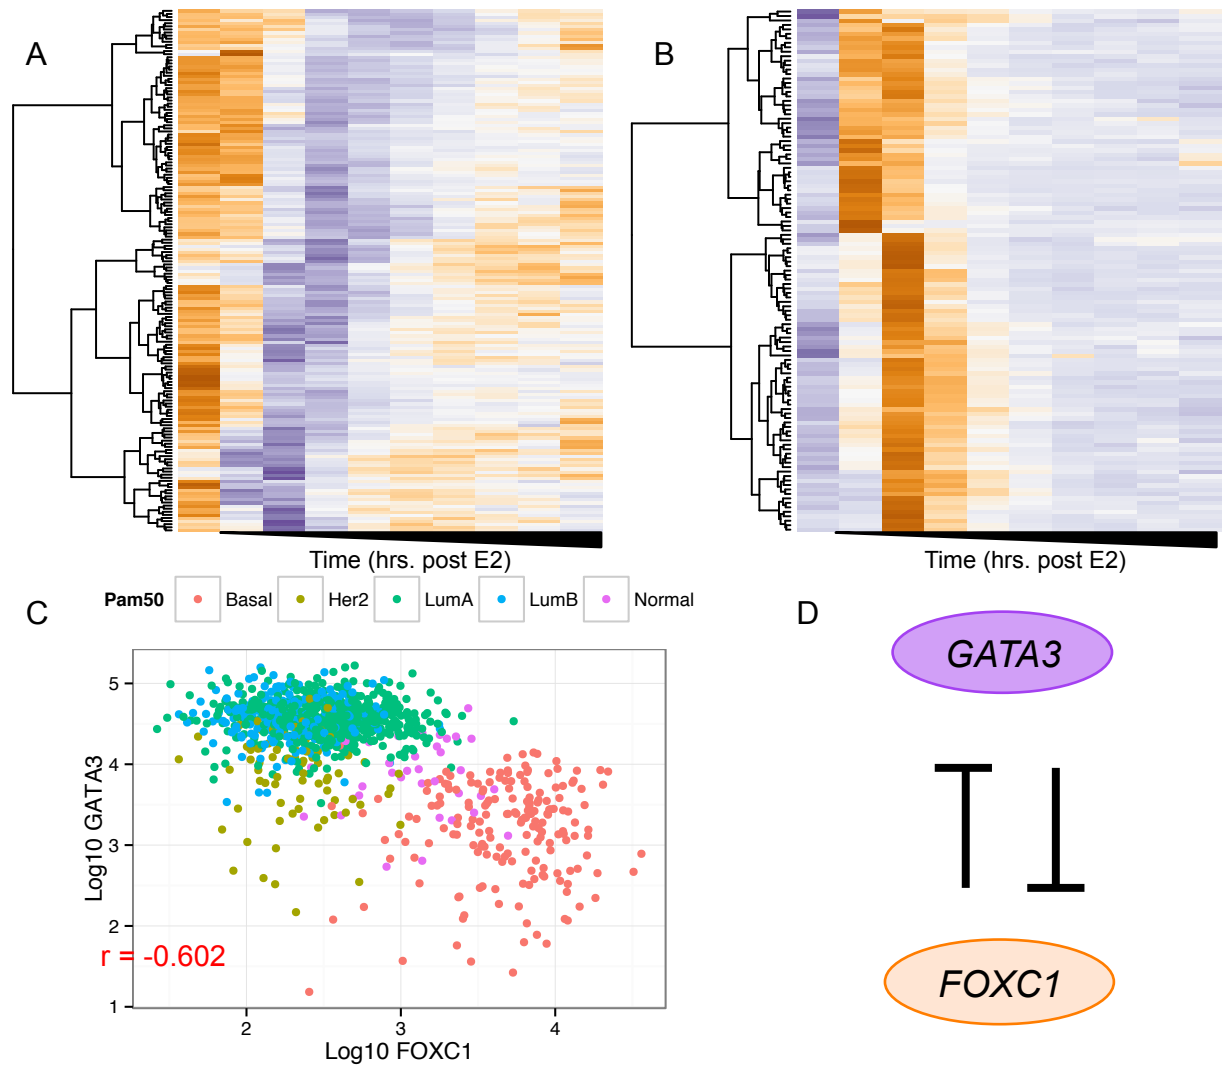 A
B
Time (hrs. post E2)
Time (hrs. post E2)
C
Pam50 Basal Her2 LumA LumB Normal
D
5
4
3
2
1
Log10 GATA3
r = -0.602
2 3 4
Log10 FOXC1
GATA3
FOXC1